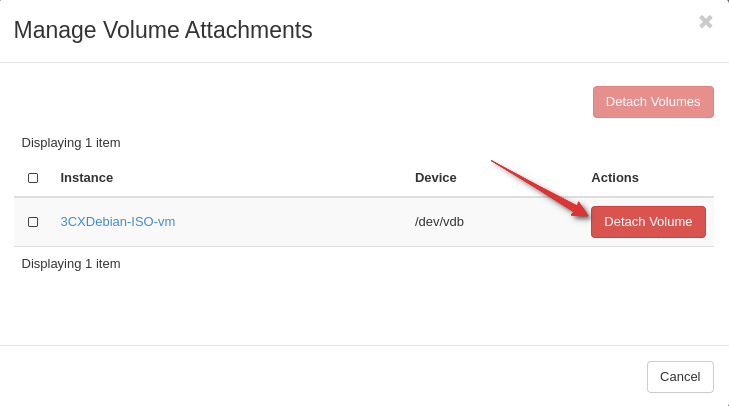 Manage Volume Attachments
Detach Volumes
Displaying 1 item
Instance Device Actions
3CXDebian-ISO-vm /dev/vdb Detach Volume
Displaying 1 item
Cancel